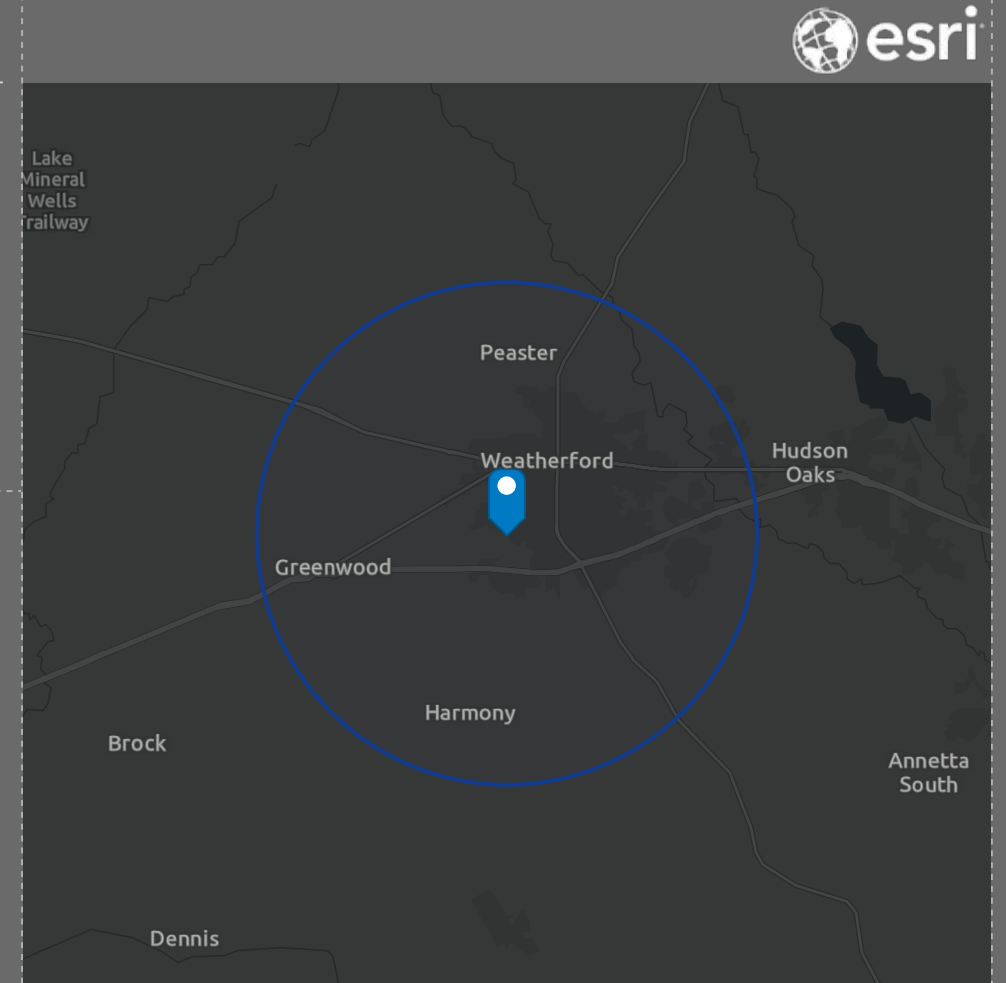 esri
Lake
Mineral
Wells
Trailway
Peaster
Weatherford
Hudson
Oaks
Greenwood
Harmony
Brock
Annetta
South
Dennis